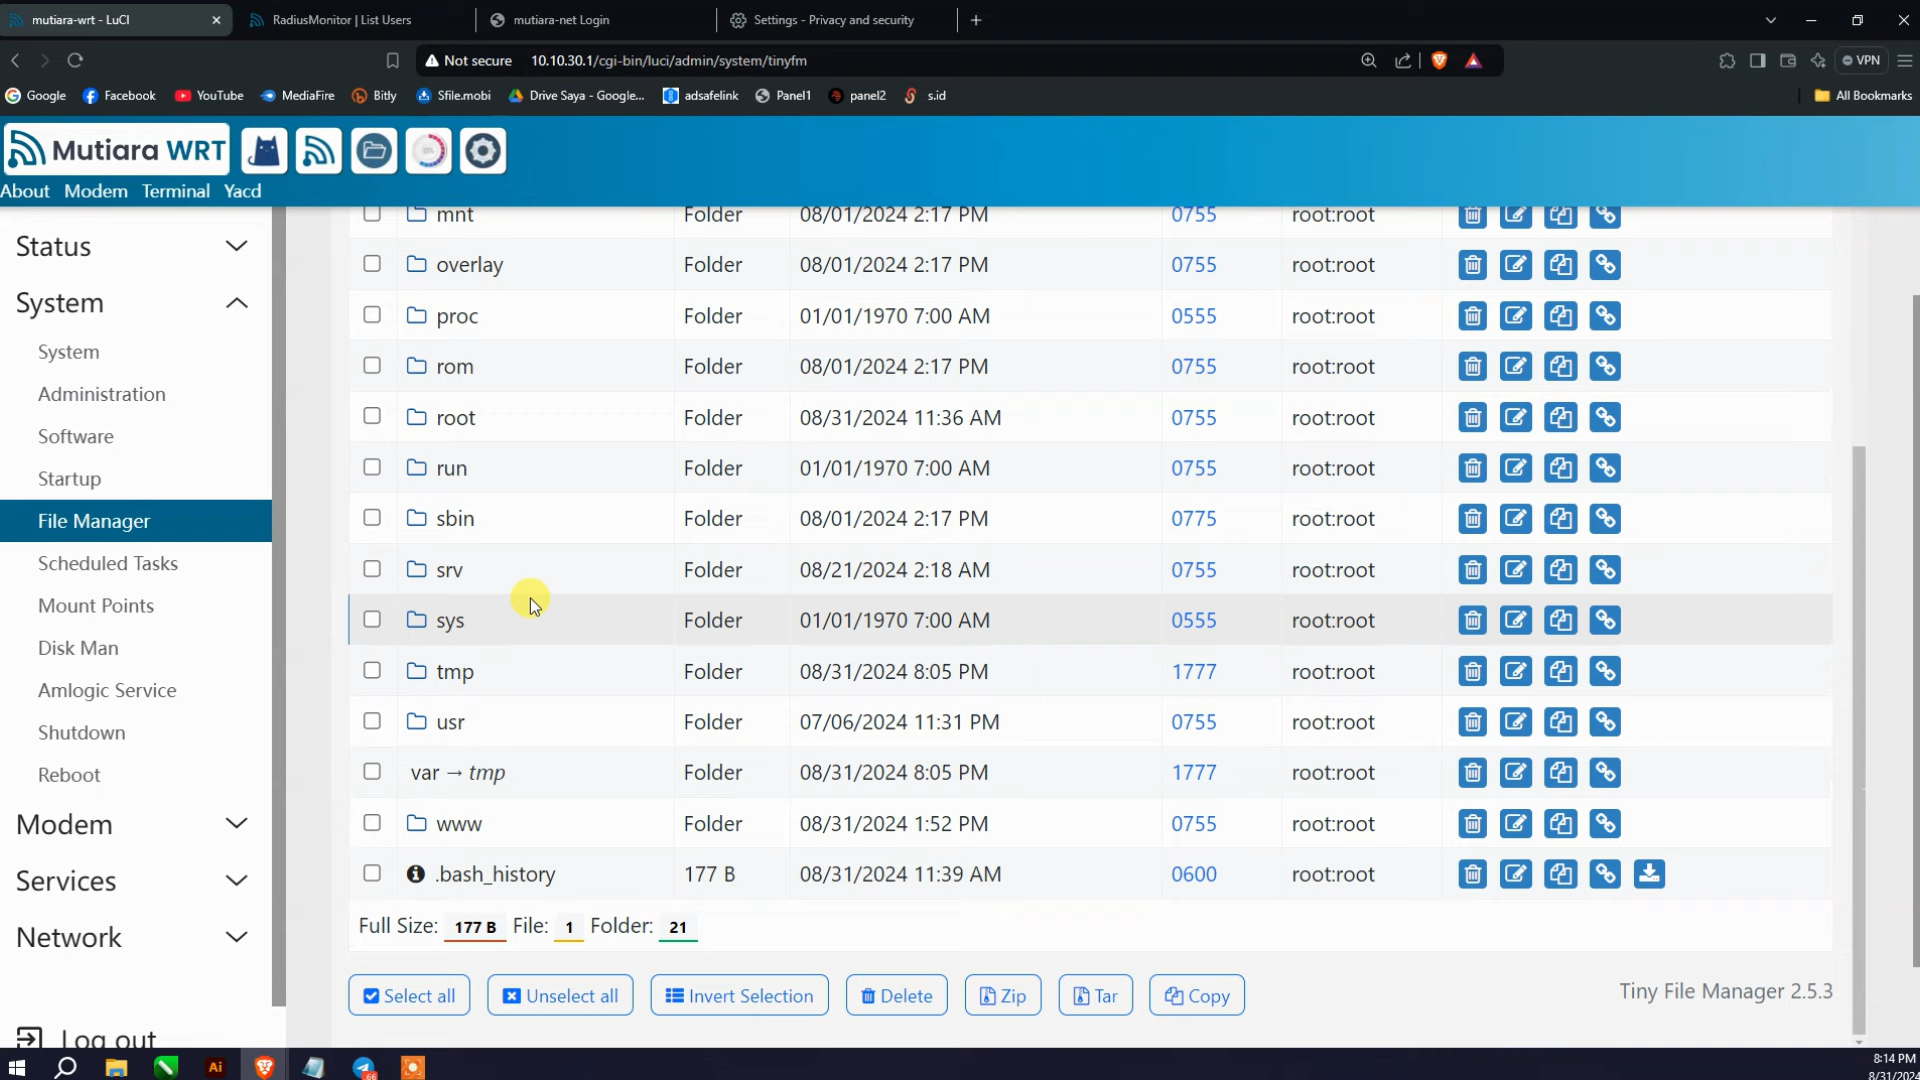 mutiara-wrt - LuCI
RadiusMonitor | List Users
mutiara-net Login
Settings - Privacy and security
Not secure 10.10.30.1/cgi-bin/luci/admin/system/tinyfm
VPN
Google
Facebook
YouTube
MediaFire
Bitly
Sfile.mobi
Drive Saya - Google...
adsafelink
Panel1
panel2
s.id
All Bookmarks
Mutiara WRT
About Modem Terminal Yacd
Status
System
System
Administration
Software
Startup
File Manager
Scheduled Tasks
Mount Points
Disk Man
Amlogic Service
Shutdown
Reboot
Modem
Services
Network
Log out
mnt Folder 08/01/2024 2:17 PM 0755 root:root
overlay Folder 08/01/2024 2:17 PM 0755 root:root
proc Folder 01/01/1970 7:00 AM 0555 root:root
rom Folder 08/01/2024 2:17 PM 0755 root:root
root Folder 08/31/2024 11:36 AM 0755 root:root
run Folder 01/01/1970 7:00 AM 0755 root:root
sbin Folder 08/01/2024 2:17 PM 0775 root:root
srv Folder 08/21/2024 2:18 AM 0755 root:root
sys Folder 01/01/1970 7:00 AM 0555 root:root
tmp Folder 08/31/2024 8:05 PM 1777 root:root
usr Folder 07/06/2024 11:31 PM 0755 root:root
var → tmp Folder 08/31/2024 8:05 PM 1777 root:root
www Folder 08/31/2024 1:52 PM 0755 root:root
.bash_history 177 B 08/31/2024 11:39 AM 0600 root:root
Full Size: 177 B File: 1 Folder: 21
Select all
Unselect all
Invert Selection
Delete
Zip
Tar
Copy
Tiny File Manager 2.5.3
Ai
66
8:14 PM
8/31/2024